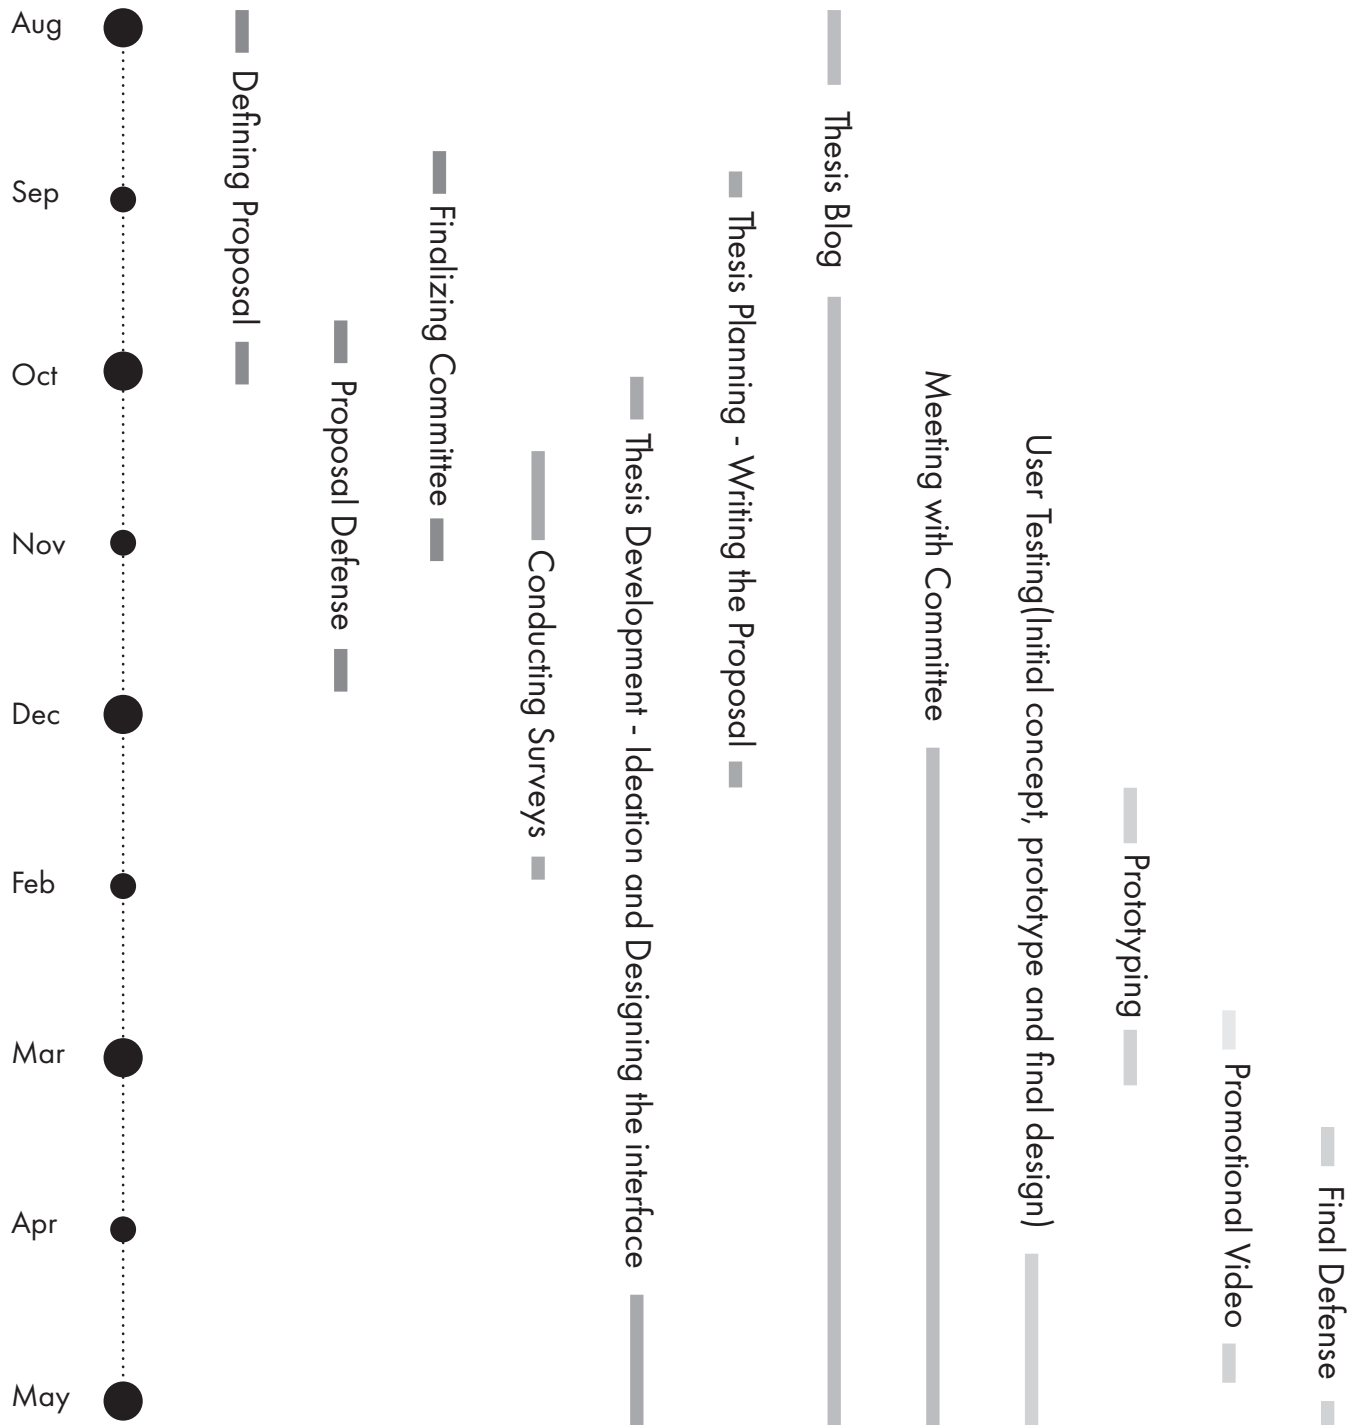 Aug
Sep
Oct
Nov
Dec
Feb
Mar
Apr
May
Defining Proposal
Proposal Defense
Finalizing Committee
Conducting Surveys
Thesis Development - Ideation and Designing the interface
Thesis Planning - Writing the Proposal
Thesis Blog
Meeting with Committee
User Testing(Initial concept, prototype and final design)
Prototyping
Promotional Video
Final Defense